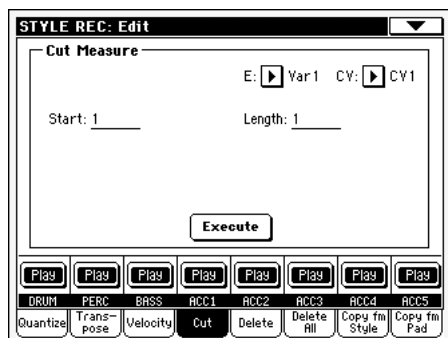 STYLE REC: Edit
Cut Measure
E: Var1 CV: CV1
Start: 1 Length: 1
Execute
Play Play Play Play Play Play Play Play
DRUM PERC BASS ACC1 ACC2 ACC3 ACC4 ACC5
Quantize Trans-pose Velocity Cut Delete Delete All Copy fm Style Copy fm Pad